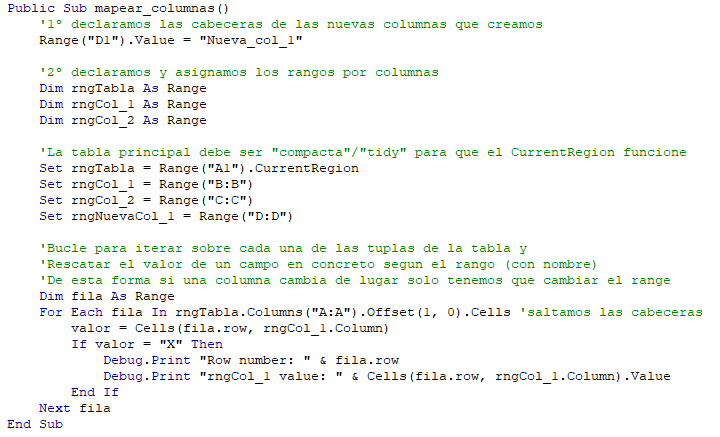 Public Sub mapear_columnas()
    '1º declaramos las cabeceras de las nuevas columnas que creamos
    Range("D1").Value = "Nueva_col_1"

    '2º declaramos y asignamos los rangos por columnas
    Dim rngTabla As Range
    Dim rngCol_1 As Range
    Dim rngCol_2 As Range

    'La tabla principal debe ser "compacta"/"tidy" para que el CurrentRegion funcione
    Set rngTabla = Range("A1").CurrentRegion
    Set rngCol_1 = Range("B:B")
    Set rngCol_2 = Range("C:C")
    Set rngNuevaCol_1 = Range("D:D")

    'Bucle para iterar sobre cada una de las tuplas de la tabla y
    'Rescatar el valor de un campo en concreto segun el rango (con nombre)
    'De esta forma si una columna cambia de lugar solo tenemos que cambiar el range
    Dim fila As Range
    For Each fila In rngTabla.Columns("A:A").Offset(1, 0).Cells 'saltamos las cabeceras
        valor = Cells(fila.row, rngCol_1.Column)
        If valor = "X" Then
            Debug.Print "Row number: " & fila.row
            Debug.Print "rngCol_1 value: " & Cells(fila.row, rngCol_1.Column).Value
        End If
    Next fila
End Sub